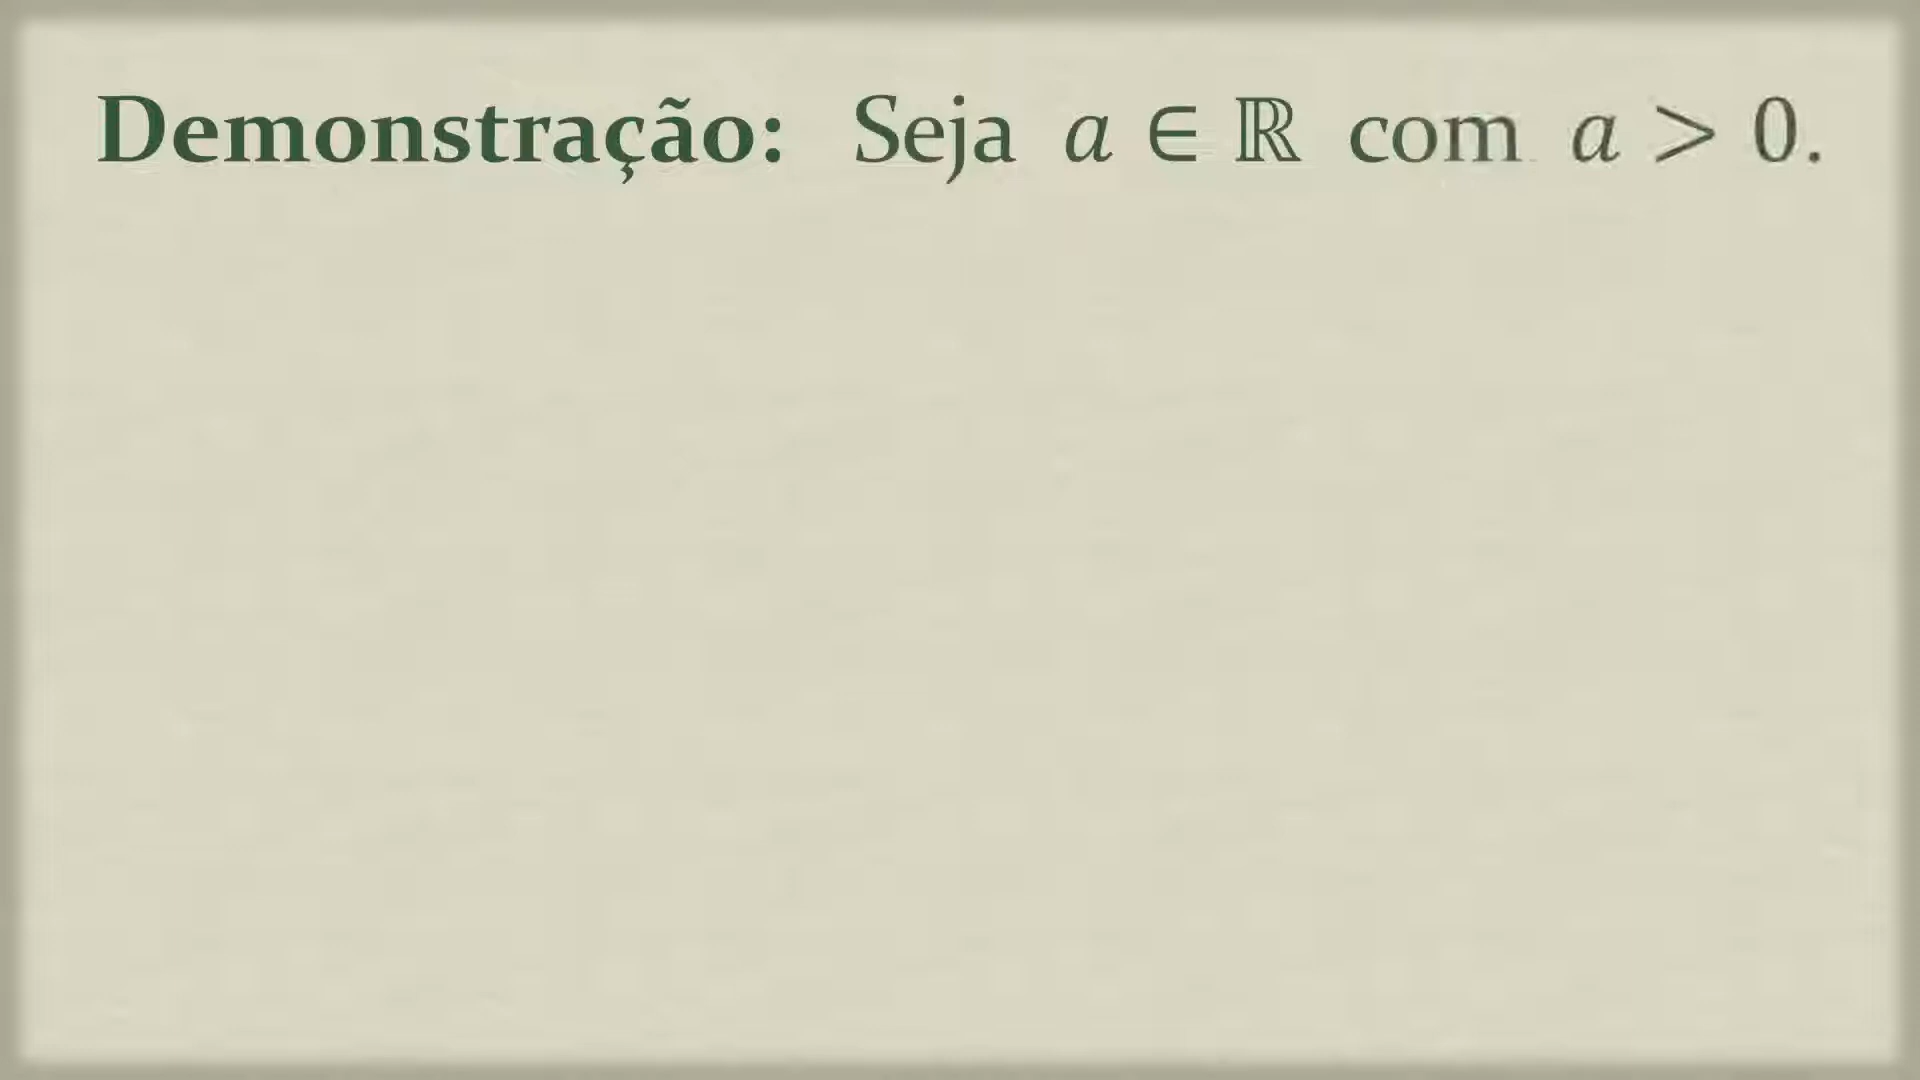 Demonstração: Seja a ∈ ℝ com a > 0.